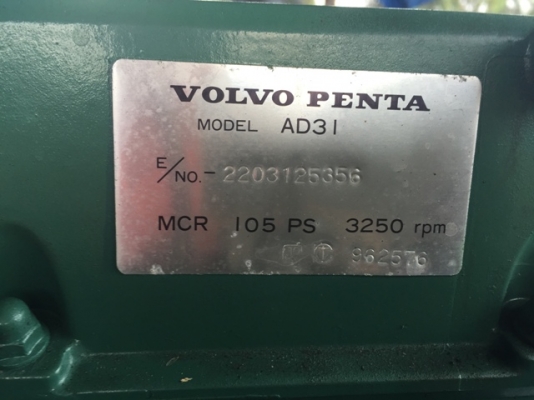 VOLVO PENTA
MODEL AD31
E/NO.-2203125356
MCR 105 PS 3250 rpm
T 962576